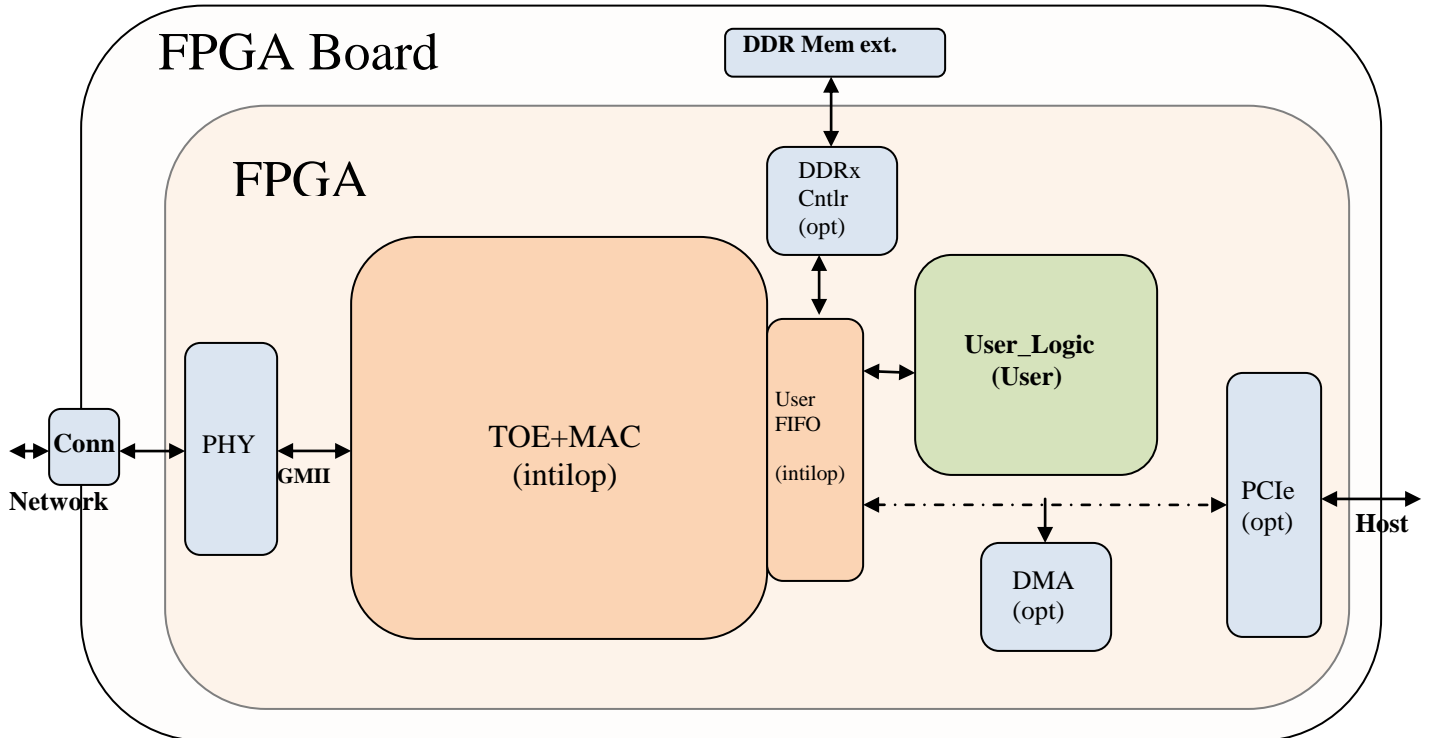 FPGA Board
DDR Mem ext.
FPGA
DDRx
Cntlr
(opt)
User_Logic
(User)
TOE+MAC
(intilop)
User
FIFO
(intilop)
Conn
PHY
GMII
Network
PCIe
(opt)
Host
DMA
(opt)